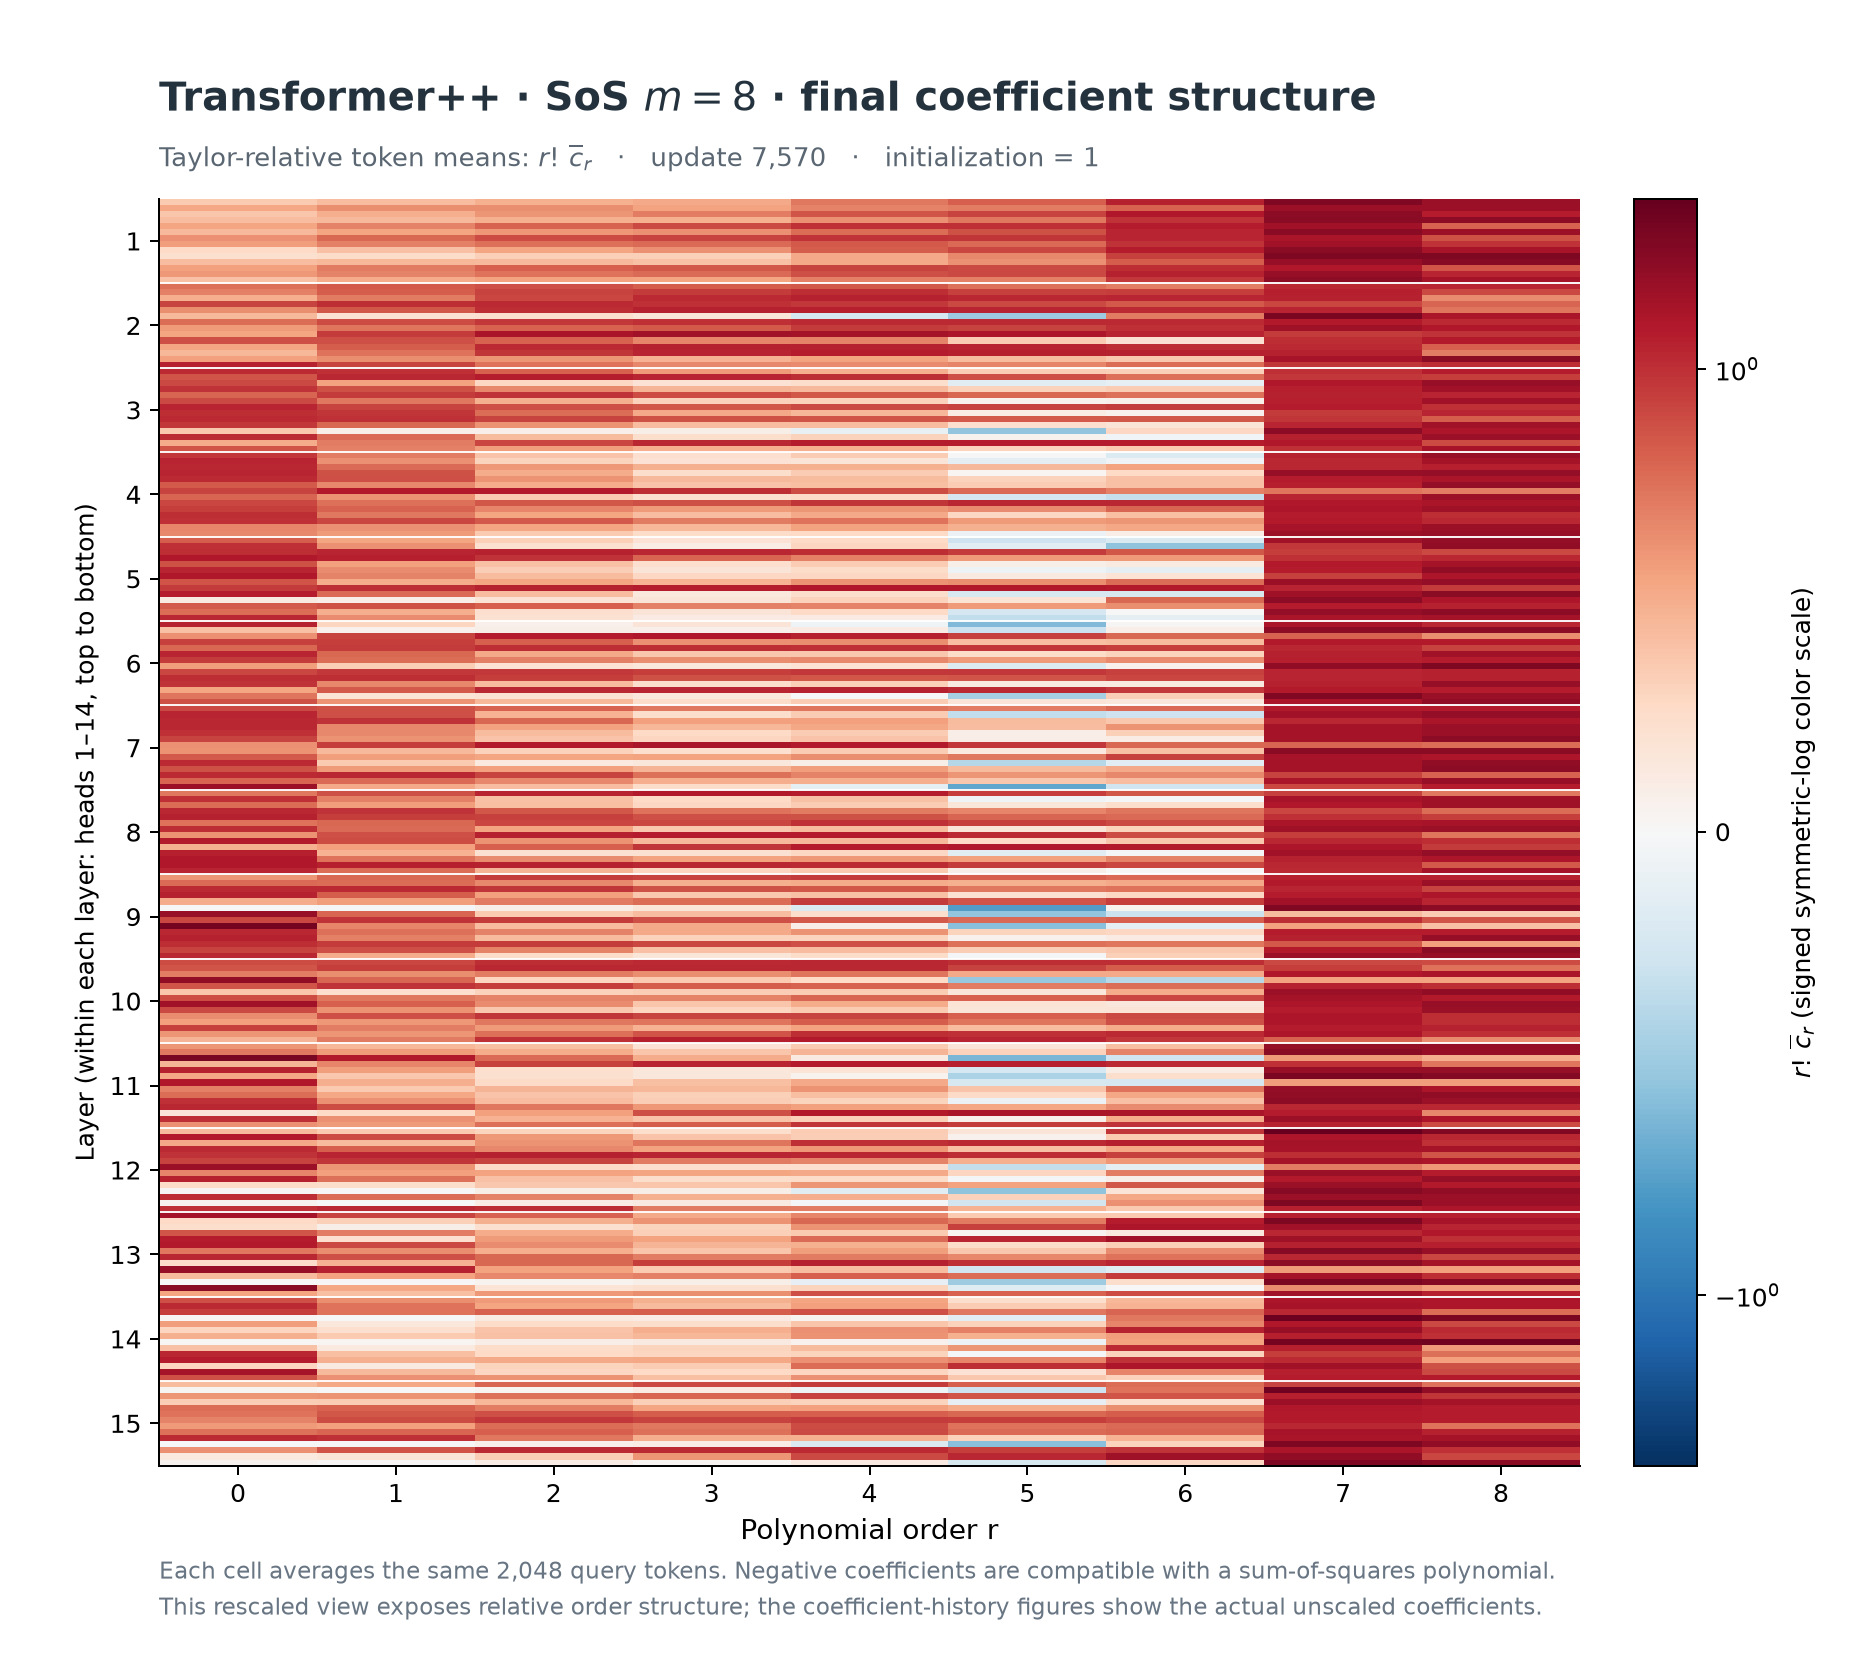 Transformer++ · SoS m = 8 · final coefficient structure
Taylor-relative token means: r! c̅ᵣ · update 7,570 · initialization = 1
Layer (within each layer: heads 1–14, top to bottom)
1
2
3
4
5
6
7
8
9
10
11
12
13
14
15
0 1 2 3 4 5 6 7 8
Polynomial order r
10⁰
0
−10⁰
r! c̅ᵣ (signed symmetric-log color scale)
Each cell averages the same 2,048 query tokens. Negative coefficients are compatible with a sum-of-squares polynomial.
This rescaled view exposes relative order structure; the coefficient-history figures show the actual unscaled coefficients.